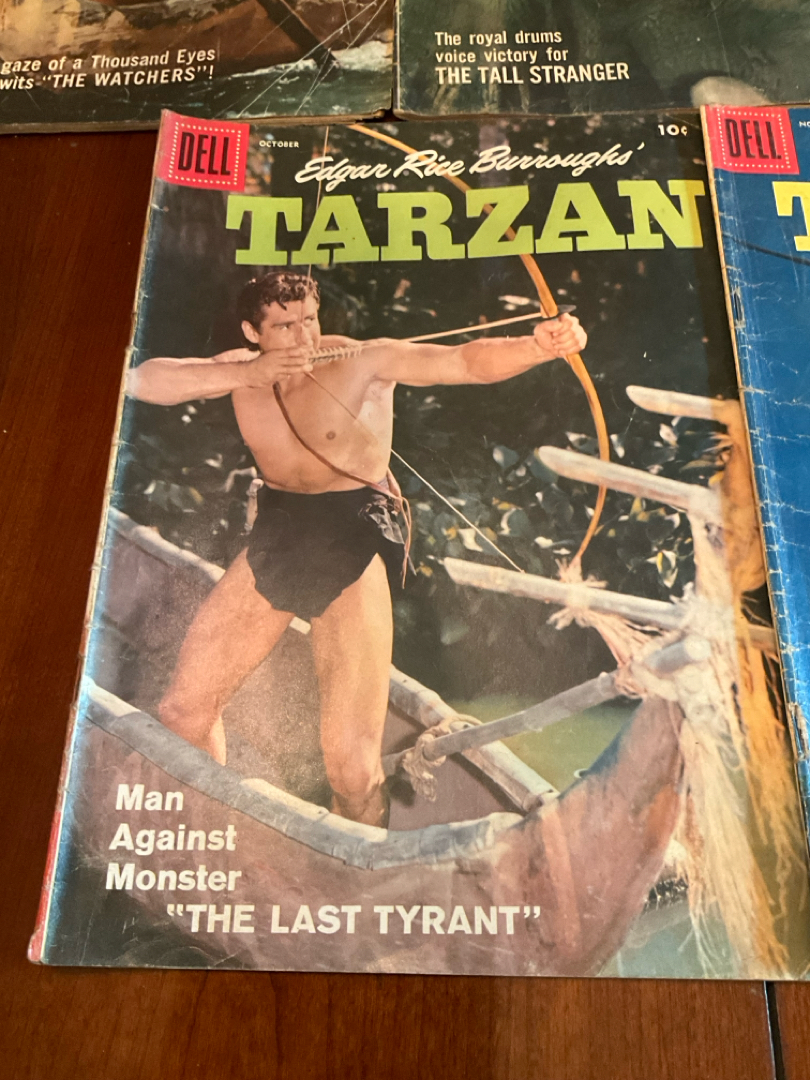 gaze of a Thousand Eyes
wits "THE WATCHERS"!
The royal drums
voice victory for
THE TALL STRANGER
DELL
OCTOBER
10¢
Edgar Rice Burroughs'
TARZAN
Man
Against
Monster
"THE LAST TYRANT"
DELL
NO
T